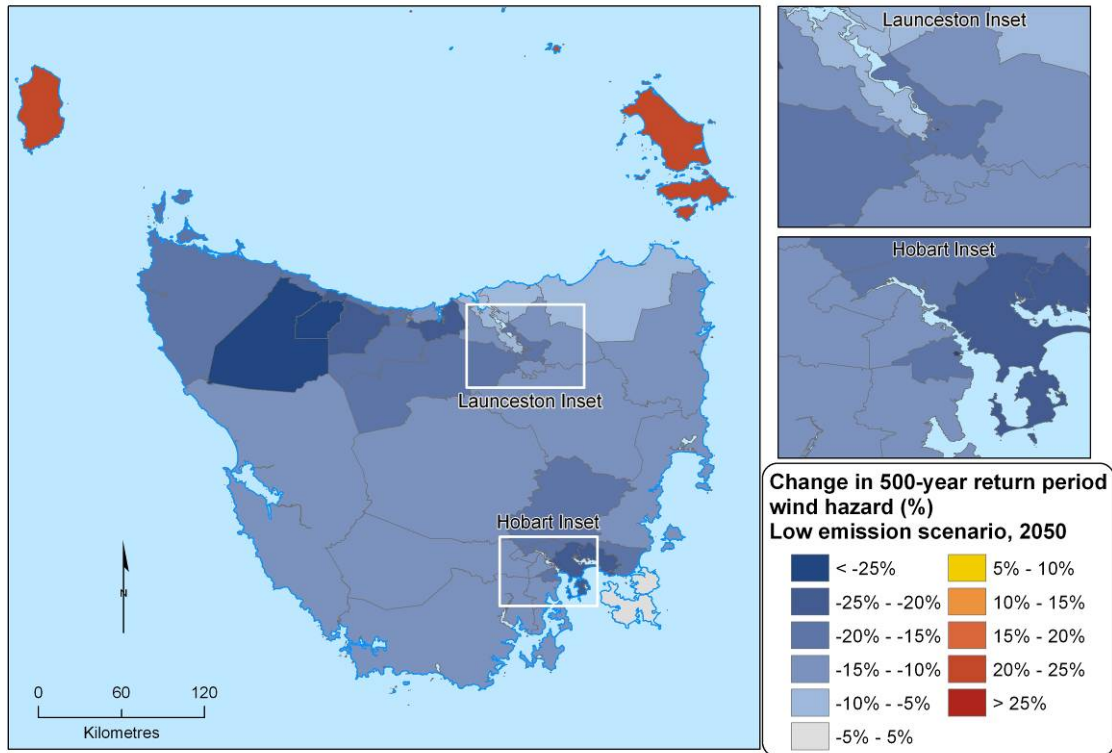 Launceston Inset
Hobart Inset
Launceston Inset
Hobart Inset
N
0 60 120
Kilometres
Change in 500-year return period
wind hazard (%)
Low emission scenario, 2050
< -25%
-25% - -20%
-20% - -15%
-15% - -10%
-10% - -5%
-5% - 5%
5% - 10%
10% - 15%
15% - 20%
20% - 25%
> 25%